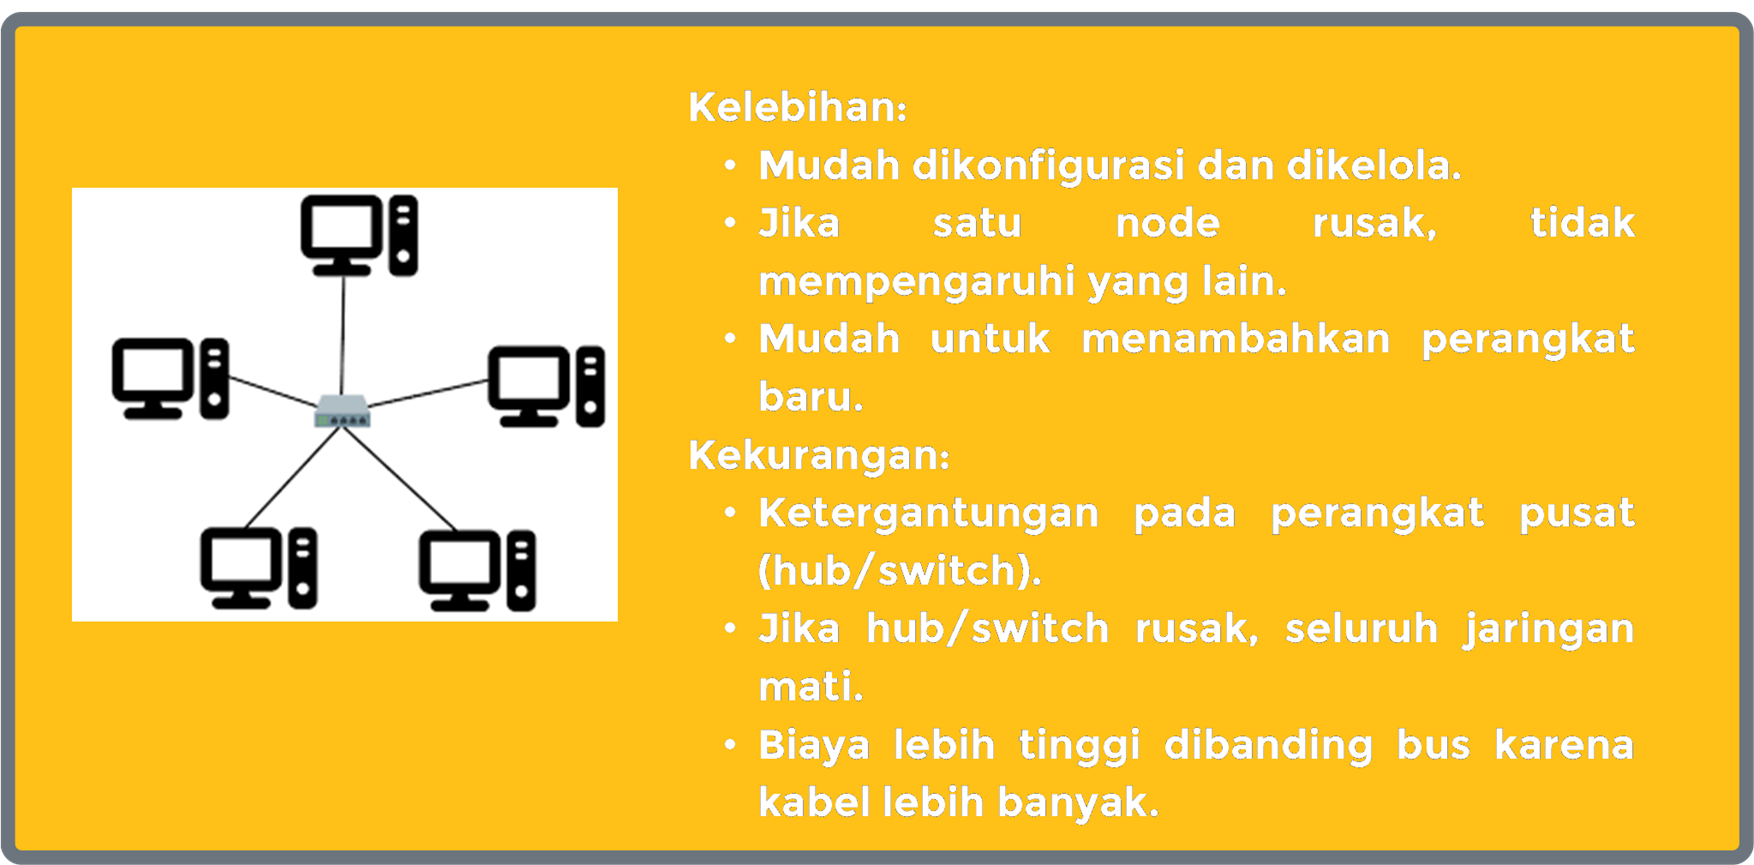 Kelebihan:
• Mudah dikonfigurasi dan dikelola.
• Jika satu node rusak, tidak
mempengaruhi yang lain.
• Mudah untuk menambahkan perangkat
baru.
Kekurangan:
• Ketergantungan pada perangkat pusat
(hub/switch).
• Jika hub/switch rusak, seluruh jaringan
mati.
• Biaya lebih tinggi dibanding bus karena
kabel lebih banyak.